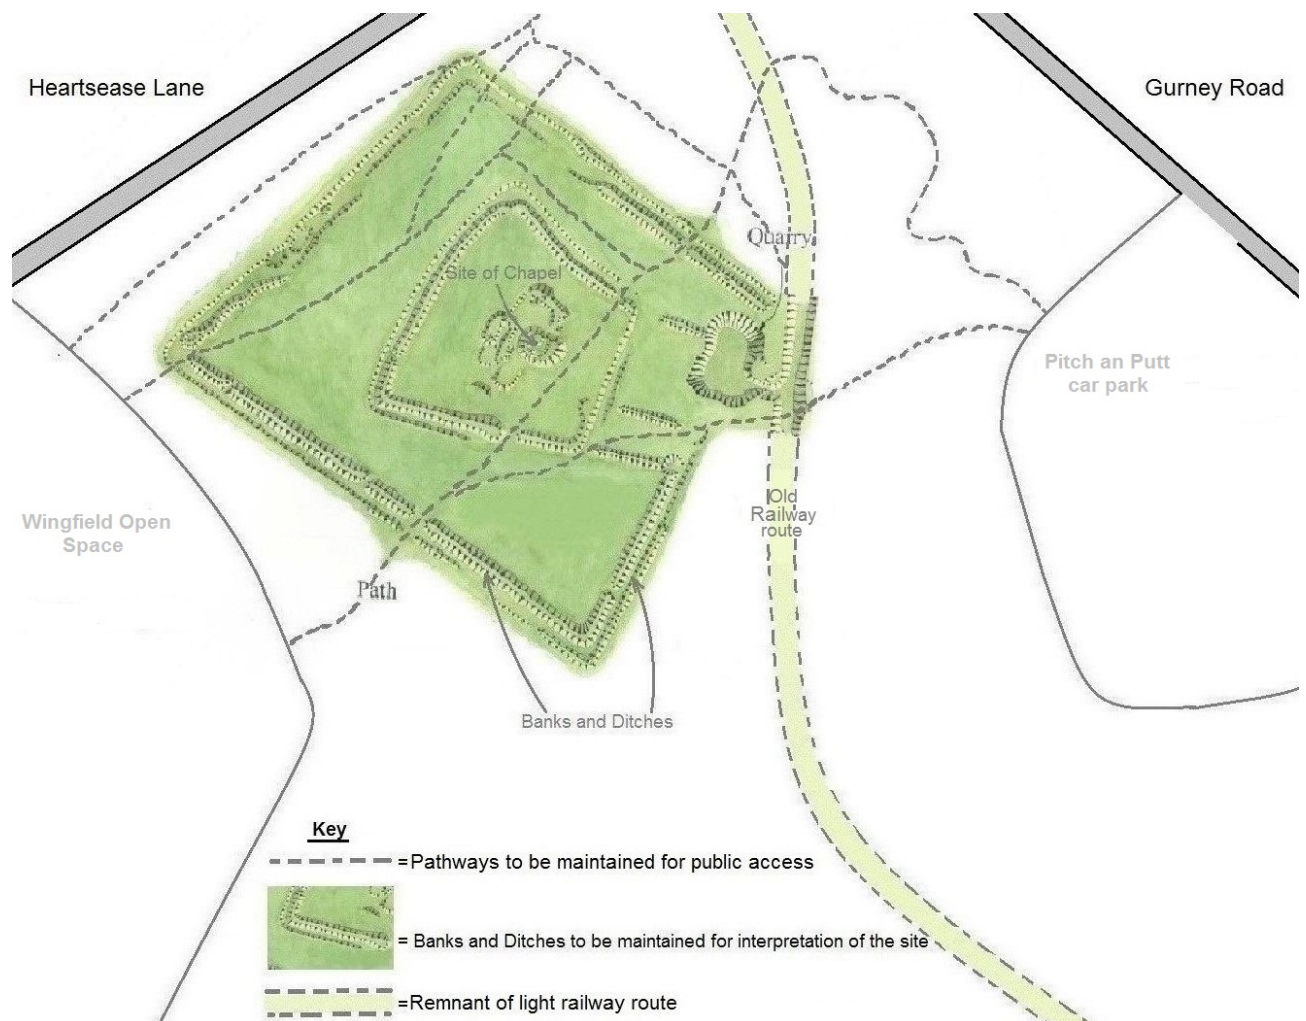 Heartsease Lane
Gurney Road
Quarry
Site of Chapel
Pitch an Putt
car park
Old
Railway
route
Wingfield Open
Space
Path
Banks and Ditches
Key
=Pathways to be maintained for public access
= Banks and Ditches to be maintained for interpretation of the site
=Remnant of light railway route